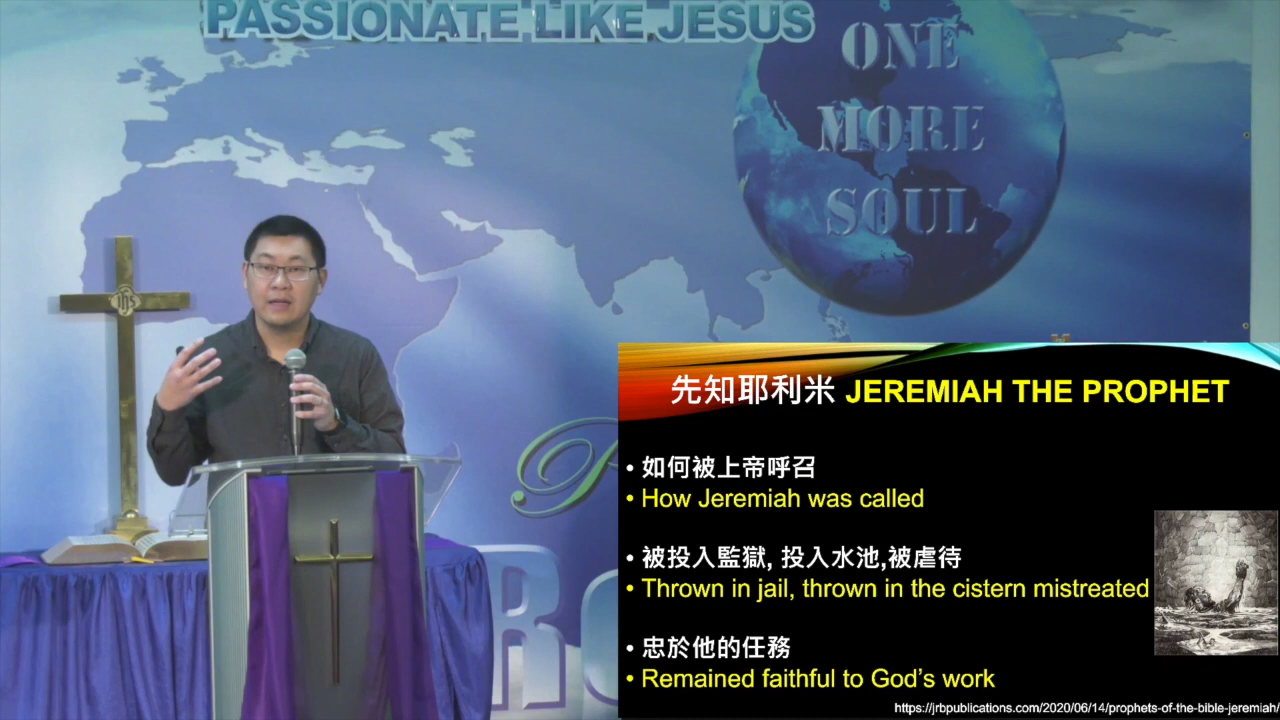 PASSIONATE LIKE JESUS
ONE
MORE
SOUL
ihs
先知耶利米 JEREMIAH THE PROPHET
• 如何被上帝呼召
• How Jeremiah was called
• 被投入監獄, 投入水池,被虐待
• Thrown in jail, thrown in the cistern mistreated
• 忠於他的任務
• Remained faithful to God’s work
https://jrbpublications.com/2020/06/14/prophets-of-the-bible-jeremiah/